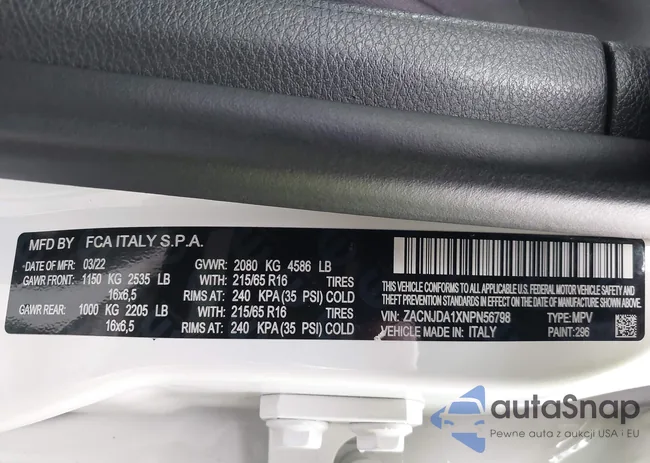 MFD BY FCA ITALY S.P.A.
DATE OF MFR: 03/22 GVWR: 2080 KG 4586 LB
GAWR FRONT: 1150 KG 2535 LB WITH: 215/65 R16 TIRES
16x6,5 RIMS AT: 240 KPA (35 PSI) COLD
GAWR REAR: 1000 KG 2205 LB WITH: 215/65 R16 TIRES
16x6,5 RIMS AT: 240 KPA (35 PSI) COLD
THIS VEHICLE CONFORMS TO ALL APPLICABLE U.S. FEDERAL MOTOR VEHICLE SAFETY
AND THEFT PREVENTION STANDARDS IN EFFECT ON THE DATE OF MANUFACTURE SHOWN ABOVE.
VIN: ZACNJDA1XNPN56798 TYPE: MPV
VEHICLE MADE IN: ITALY PAINT: 296
autaSnap
Pewne auta z aukcji USA i EU